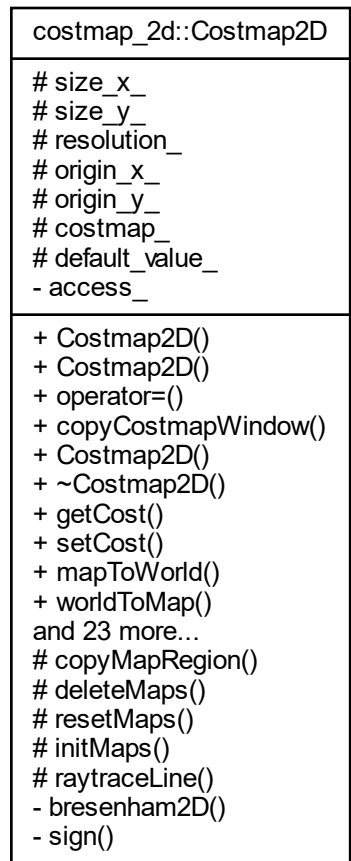 costmap_2d::Costmap2D
# size_x_
# size_y_
# resolution_
# origin_x_
# origin_y_
# costmap_
# default_value_
- access_
+ Costmap2D()
+ Costmap2D()
+ operator=()
+ copyCostmapWindow()
+ Costmap2D()
+ ~Costmap2D()
+ getCost()
+ setCost()
+ mapToWorld()
+ worldToMap()
and 23 more...
# copyMapRegion()
# deleteMaps()
# resetMaps()
# initMaps()
# raytraceLine()
- bresenham2D()
- sign()